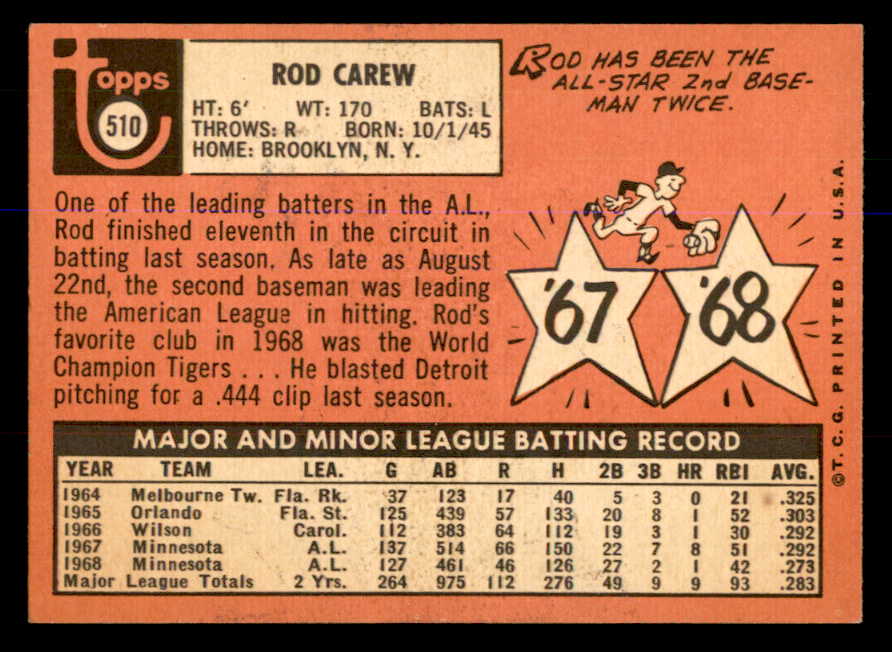 Topps
510
ROD CAREW
HT: 6' WT: 170 BATS: L
THROWS: R BORN: 10/1/45
HOME: BROOKLYN, N. Y.
ROD HAS BEEN THE
ALL-STAR 2nd BASE-
MAN TWICE.
One of the leading batters in the A.L.,
Rod finished eleventh in the circuit in
batting last season. As late as August
22nd, the second baseman was leading
the American League in hitting. Rod's
favorite club in 1968 was the World
Champion Tigers . . . He blasted Detroit
pitching for a .444 clip last season.
'67
'68
©T. C. G. PRINTED IN U.S.A.
MAJOR AND MINOR LEAGUE BATTING RECORD
YEAR TEAM LEA. G AB R H 2B 3B HR RBI AVG.
1964 Melbourne Tw. Fla. Rk. 37 123 17 40 5 3 0 21 .325
1965 Orlando Fla. St. 125 439 57 133 20 8 1 52 .303
1966 Wilson Carol. 112 383 64 112 19 3 1 30 .292
1967 Minnesota A.L. 137 514 66 150 22 7 8 51 .292
1968 Minnesota A.L. 127 461 46 126 27 2 1 42 .273
Major League Totals 2 Yrs. 264 975 112 276 49 9 9 93 .283